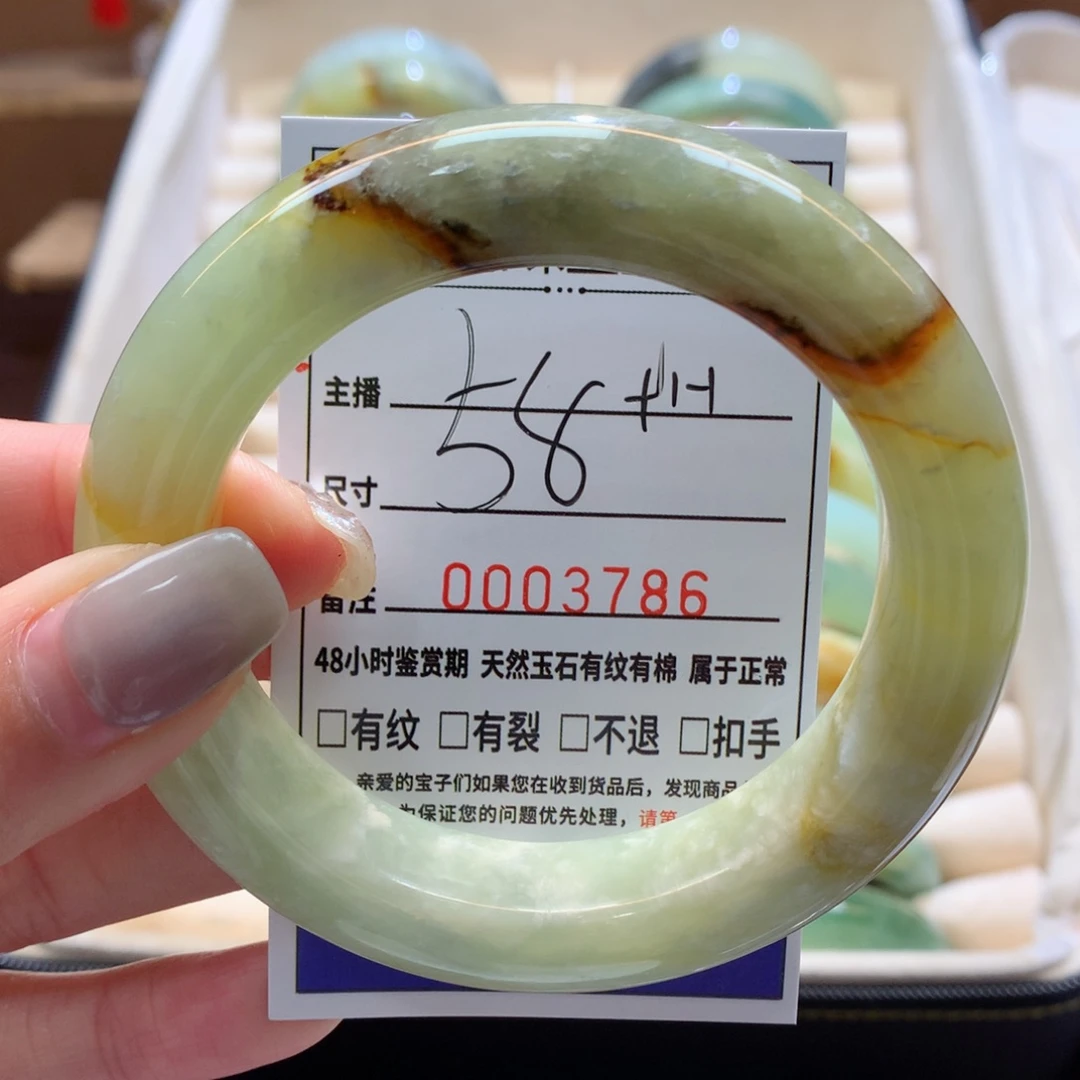 主播
58
尺寸
备注 0003786
48小时鉴赏期 天然玉石有纹有棉 属于正常
□有纹 □有裂 □不退 □扣手
亲爱的宝子们如果您在收到货品后，发现商品
为保证您的问题优先处理，请第